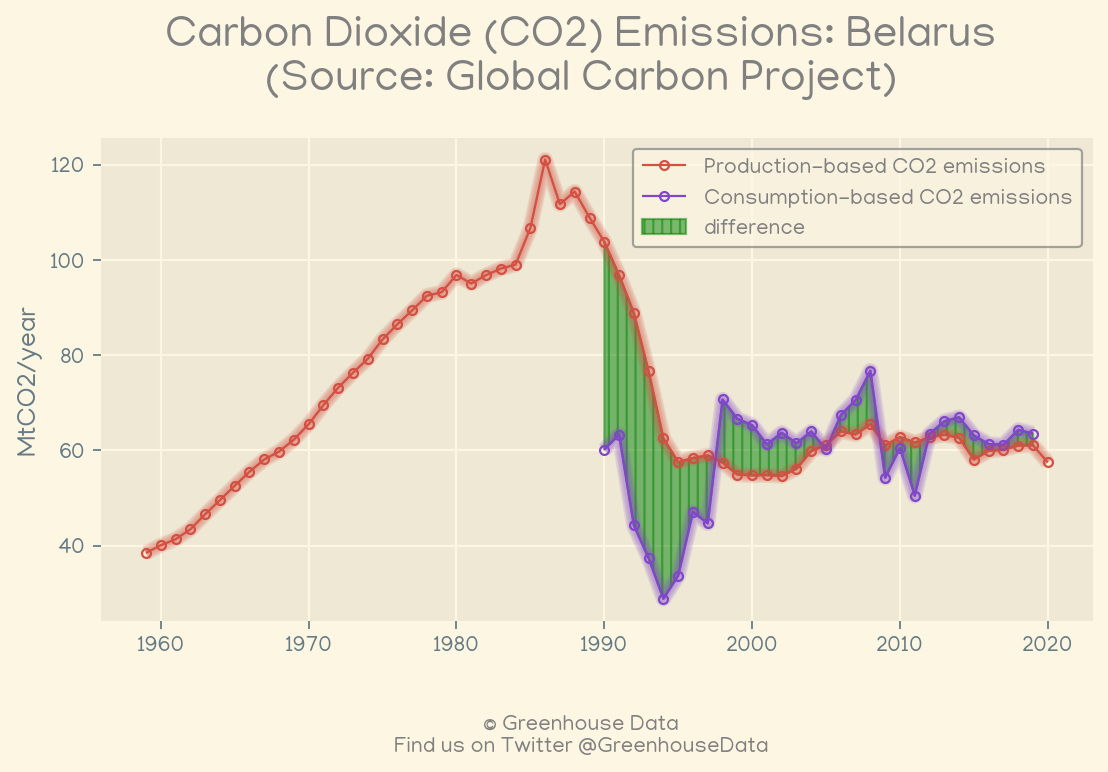 Carbon Dioxide (CO2) Emissions: Belarus
(Source: Global Carbon Project)
Production-based CO2 emissions
Consumption-based CO2 emissions
difference
MtCO2/year
120
100
80
60
40
1960
1970
1980
1990
2000
2010
2020
© Greenhouse Data
Find us on Twitter @GreenhouseData